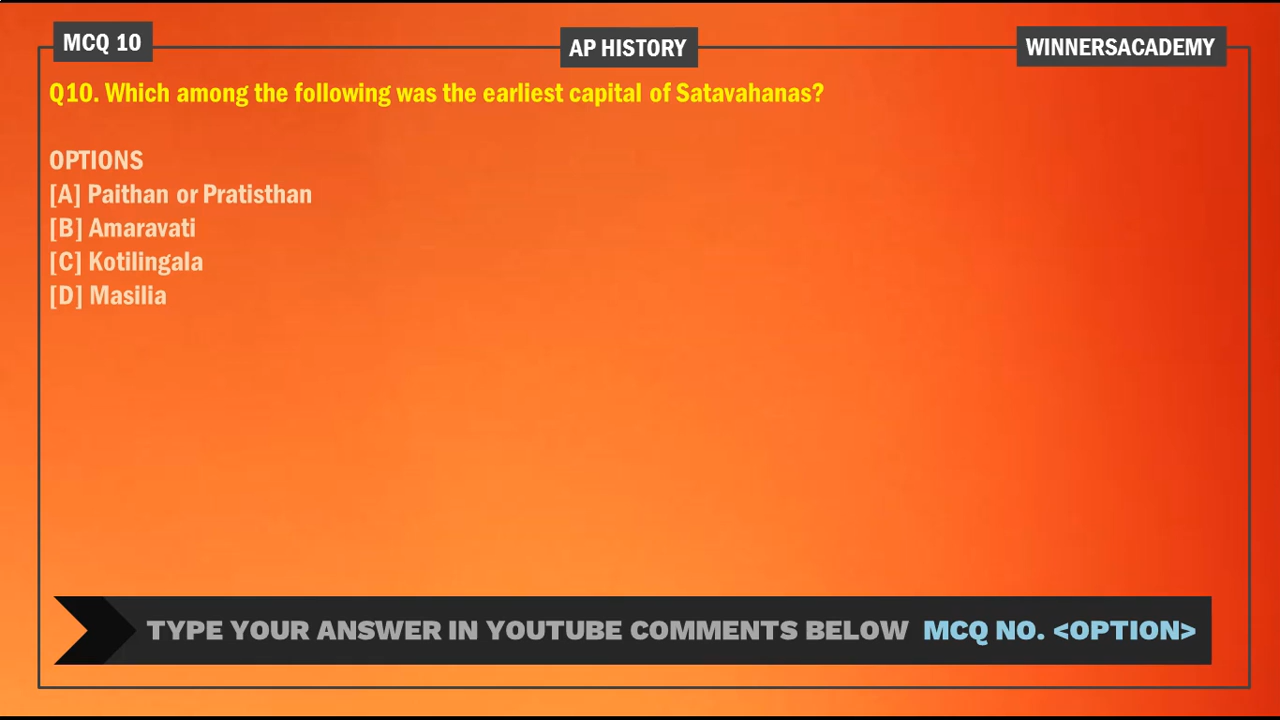 MCQ 10
AP HISTORY
WINNERSACADEMY
Q10. Which among the following was the earliest capital of Satavahanas?
OPTIONS
[A] Paithan or Pratisthan
[B] Amaravati
[C] Kotilingala
[D] Masilia
TYPE YOUR ANSWER IN YOUTUBE COMMENTS BELOW MCQ NO. <OPTION>